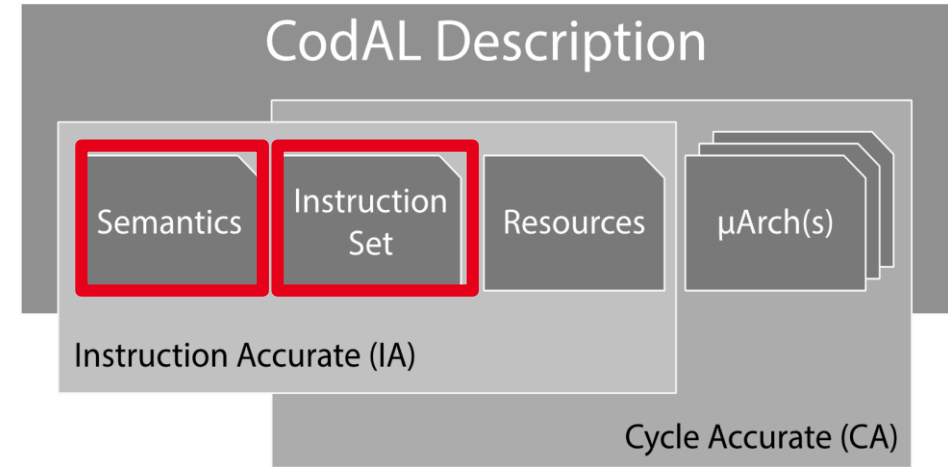 CodAL Description
Semantics
Instruction
Set
Resources
µArch(s)
Instruction Accurate (IA)
Cycle Accurate (CA)